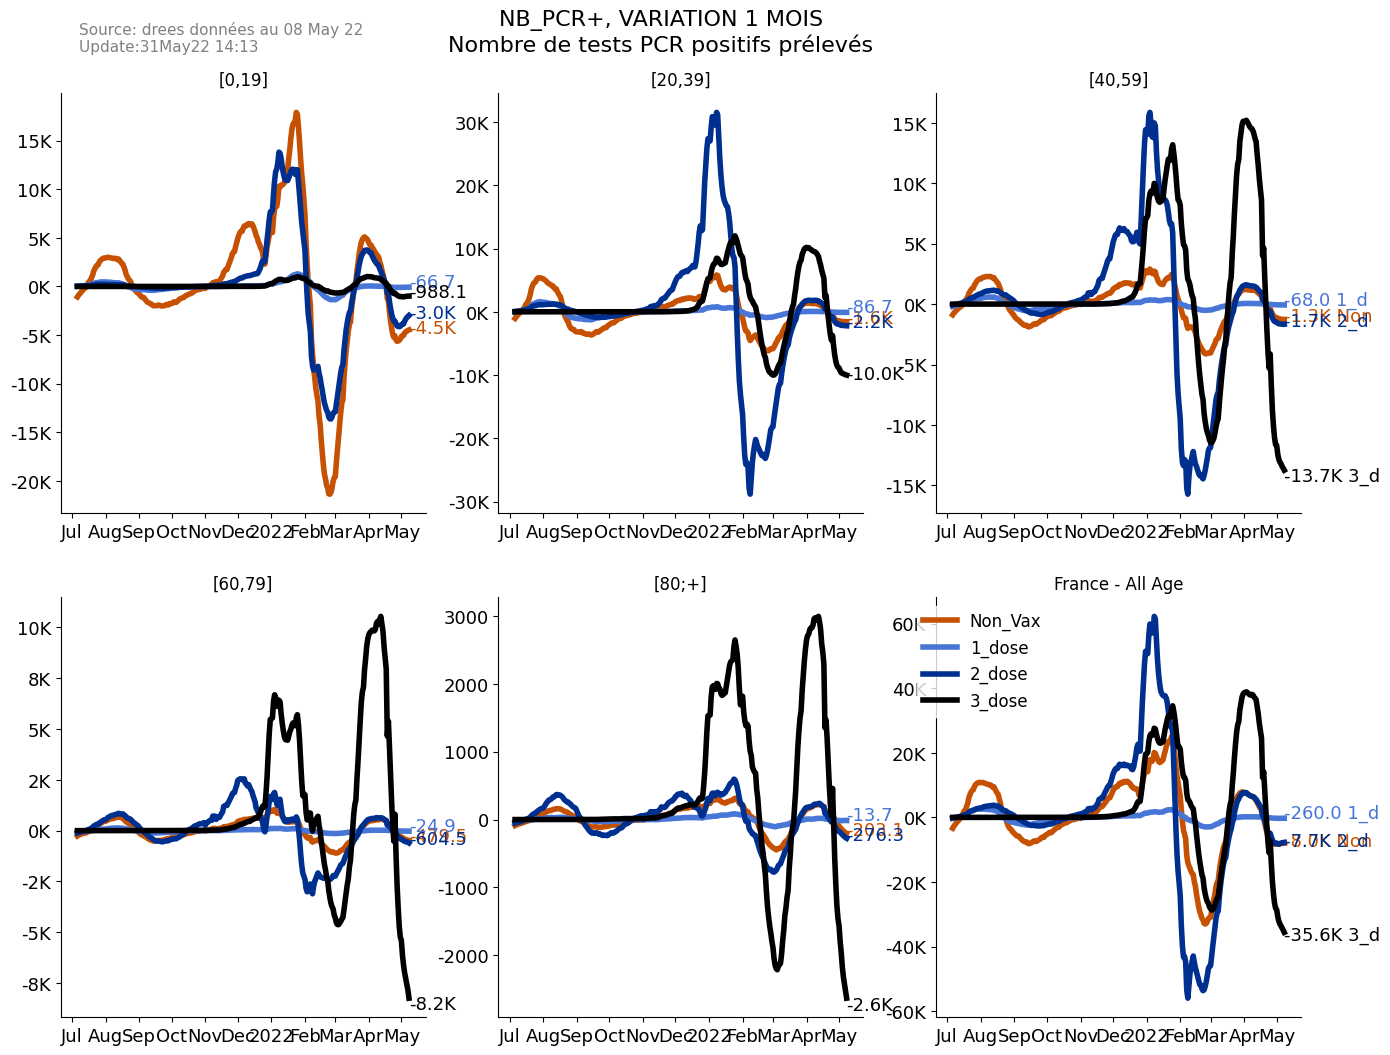 NB_PCR+, VARIATION 1 MOIS
Nombre de tests PCR positifs prélevés
Source: drees données au 08 May 22
Update:31May22 14:13
[0,19]
15K
10K
5K
0K
-5K
-10K
-15K
-20K
-66.7
-988.1
-3.0K
-4.5K
Jul Aug Sep Oct Nov Dec 2022 Feb Mar Apr May
[20,39]
30K
20K
10K
0K
-10K
-20K
-30K
-86.7
-1.6K
-2.2K
-10.0K
Jul Aug Sep Oct Nov Dec 2022 Feb Mar Apr May
[40,59]
15K
10K
5K
0K
-5K
-10K
-15K
-68.0 1_d
-1.3K Non
-1.7K 2_d
-13.7K 3_d
Jul Aug Sep Oct Nov Dec 2022 Feb Mar Apr May
[60,79]
10K
8K
5K
2K
0K
-2K
-5K
-8K
-24.9
-604.5
-8.2K
Jul Aug Sep Oct Nov Dec 2022 Feb Mar Apr May
[80;+]
3000
2000
1000
0
-1000
-2000
-13.7
-276.3
-2.6K
Jul Aug Sep Oct Nov Dec 2022 Feb Mar Apr May
France - All Age
Non_Vax
1_dose
2_dose
3_dose
60K
40K
20K
0K
-20K
-40K
-60K
-260.0 1_d
-7.7K 2_d
-35.6K 3_d
Jul Aug Sep Oct Nov Dec 2022 Feb Mar Apr May